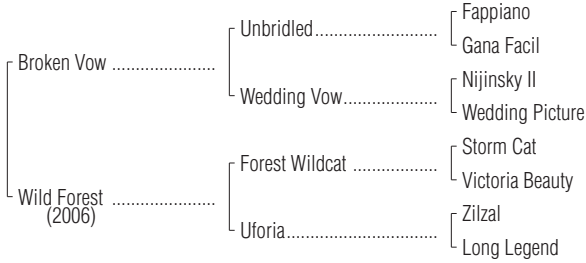 Fappiano
Unbridled........................
Gana Facil
Broken Vow ......................
Nijinsky II
Wedding Vow...................
Wedding Picture
Storm Cat
Forest Wildcat .................
Victoria Beauty
Wild Forest ......................
(2006)
Zilzal
Uforia..............................
Long Legend